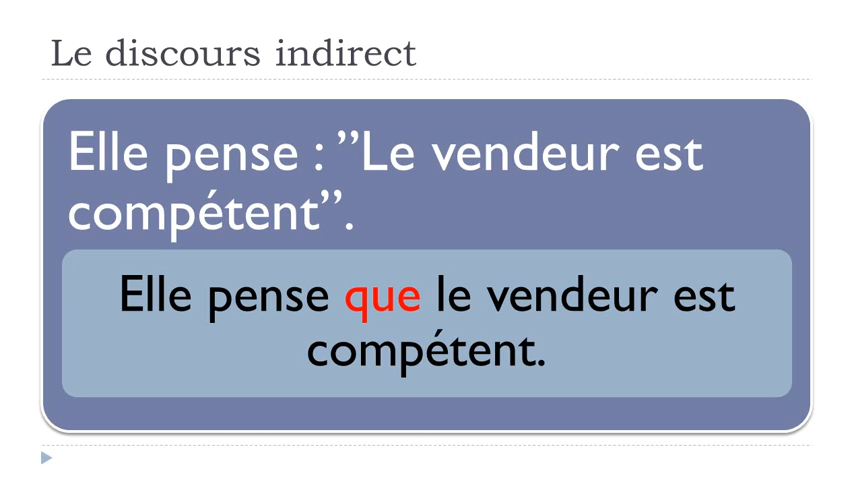 Le discours indirect
Elle pense : ”Le vendeur est
compétent”.
Elle pense que le vendeur est
compétent.